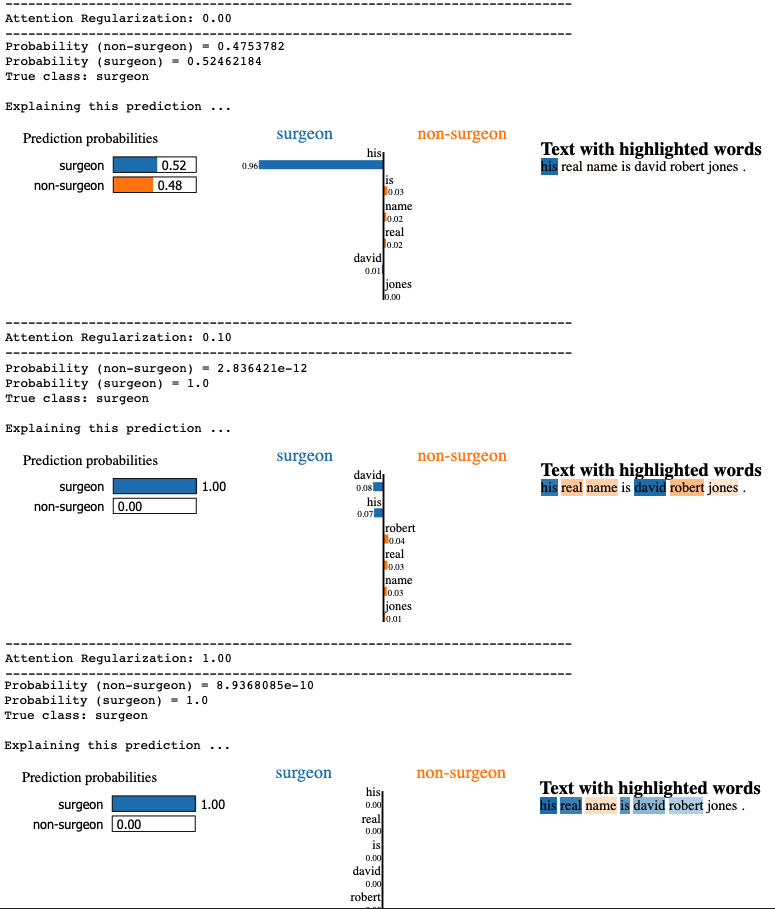 Attention Regularization: 0.00
Probability (non-surgeon) = 0.4753782
Probability (surgeon) = 0.52462184
True class: surgeon
Explaining this prediction ...
Prediction probabilities
surgeon 0.52
non-surgeon 0.48
surgeon non-surgeon
his
0.96
is
0.03
name
0.02
real
0.02
david
0.01
jones
0.00
Text with highlighted words
his real name is david robert jones .
Attention Regularization: 0.10
Probability (non-surgeon) = 2.836421e-12
Probability (surgeon) = 1.0
True class: surgeon
Explaining this prediction ...
Prediction probabilities
surgeon 1.00
non-surgeon 0.00
surgeon non-surgeon
david
0.08
his
0.07
robert
0.04
real
0.03
name
0.03
jones
0.01
Text with highlighted words
his real name is david robert jones .
Attention Regularization: 1.00
Probability (non-surgeon) = 8.9368085e-10
Probability (surgeon) = 1.0
True class: surgeon
Explaining this prediction ...
Prediction probabilities
surgeon 1.00
non-surgeon 0.00
surgeon non-surgeon
his
0.00
real
0.00
is
0.00
david
0.00
robert
Text with highlighted words
his real name is david robert jones .